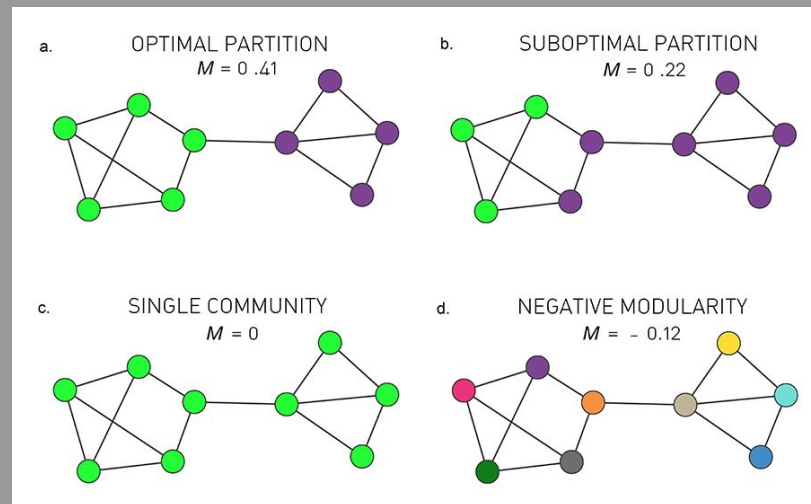 a.
OPTIMAL PARTITION
M = 0 .41
b.
SUBOPTIMAL PARTITION
M = 0 .22
c.
SINGLE COMMUNITY
M = 0
d.
NEGATIVE MODULARITY
M = - 0.12